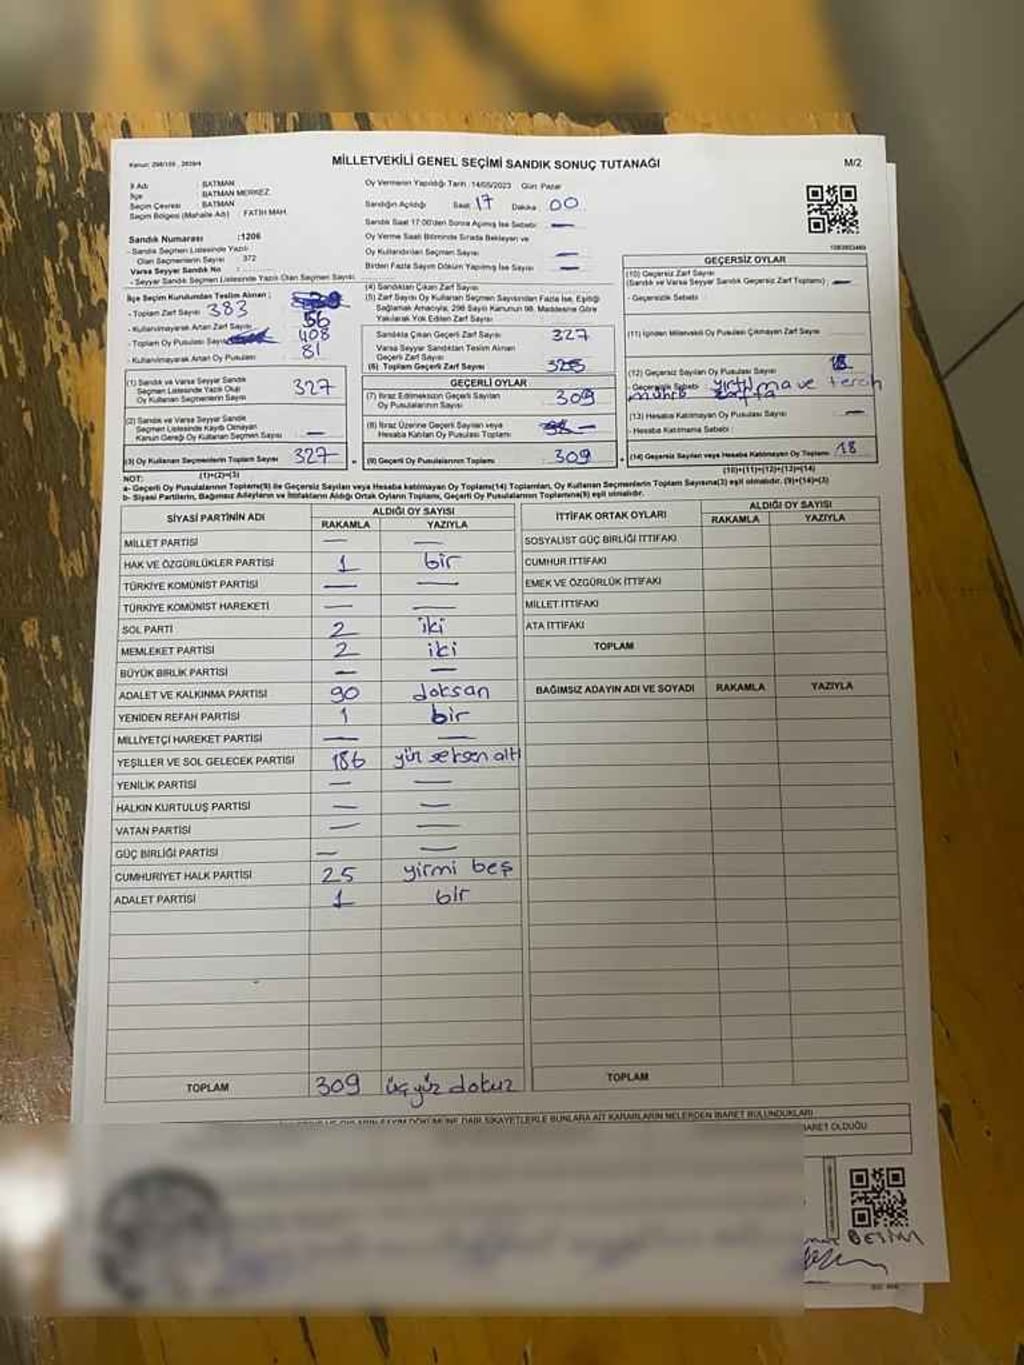 Kanun: 298/105 , 2839/4
MİLLETVEKİLİ GENEL SEÇİMİ SANDIK SONUÇ TUTANAĞI
M/2
İl Adı : BATMAN
İlçe : BATMAN MERKEZ
Seçim Çevresi : BATMAN
Seçim Bölgesi (Mahalle Adı) : FATİH MAH.
Oy Vermenin Yapıldığı Tarih : 14/05/2023 Gün: Pazar
Sandığın Açıldığı Saat: 17 Dakika: 00
Sandık Saat 17:00'den Sonra Açılmış İse Sebebi: —
Oy Verme Saati Bitiminde Sırada Bekleyen ve
Oy Kullandırılan Seçmen Sayısı —
Birden Fazla Sayım Döküm Yapılmış İse Sayısı —
Sandık Numarası :1206
- Sandık Seçmen Listesinde Yazılı
Olan Seçmenlerin Sayısı : 372
Varsa Seyyar Sandık No :
- Seyyar Sandık Seçmen Listesinde Yazılı Olan Seçmen Sayısı
İlçe Seçim Kurulundan Teslim Alınan ;
- Toplam Zarf Sayısı 383
- Kullanılmayarak Artan Zarf Sayısı 56
- Toplam Oy Pusulası Sayısı 408
- Kullanılmayarak Artan Oy Pusulası 81
(4) Sandıktan Çıkan Zarf Sayısı
(5) Zarf Sayısı Oy Kullanan Seçmen Sayısından Fazla İse, Eşitliği
Sağlamak Amacıyla, 298 Sayılı Kanunun 98. Maddesine Göre
Yakılarak Yok Edilen Zarf Sayısı
Sandıkta Çıkan Geçerli Zarf Sayısı 327
Varsa Seyyar Sandıktan Teslim Alınan
Geçerli Zarf Sayısı
(6) Toplam Geçerli Zarf Sayısı
(1) Sandık ve Varsa Seyyar Sandık
Seçmen Listesinde Yazılı Olup
Oy Kullanan Seçmenlerin Sayısı 327
(2) Sandık ve Varsa Seyyar Sandık
Seçmen Listesinde Kaydı Olmayan
Kanun Gereği Oy Kullanan Seçmen Sayısı —
(3) Oy Kullanan Seçmenlerin Toplam Sayısı 327
(1)+(2)=(3)
GEÇERLİ OYLAR
(7) İtiraz Edilmeksizin Geçerli Sayılan
Oy Pusulalarının Sayısı 309
(8) İtiraz Üzerine Geçerli Sayılan veya
Hesaba Katılan Oy Pusulası Toplamı —
(9) Geçerli Oy Pusulalarının Toplamı 309
GEÇERSİZ OYLAR
(10) Geçersiz Zarf Sayısı
(Sandık ve Varsa Seyyar Sandık Geçersiz Zarf Toplamı) : —
- Geçersizlik Sebebi :
(11) İçinden Milletvekili Oy Pusulası Çıkmayan Zarf Sayısı
(12) Geçersiz Sayılan Oy Pusulası Sayısı 18
- Geçersizlik Sebebi : yırtılma ve tercih
(13) Hesaba Katılmayan Oy Pusulası Sayısı —
- Hesaba Katılmama Sebebi :
(14) Geçersiz Sayılan veya Hesaba Katılmayan Oy Toplamı 18
(10)+(11)+(12)+(13)=(14)
NOT:
a- Geçerli Oy Pusulalarının Toplamı(9) ile Geçersiz Sayılan veya Hesaba katılmayan Oy Toplamı(14) Toplamları, Oy Kullanan Seçmenlerin Toplam Sayısına(3) eşit olmalıdır. (9)+(14)=(3)
b- Siyasi Partilerin, Bağımsız Adayların ve İttifakların Aldığı Ortak Oyların Toplamı, Geçerli Oy Pusulalarının Toplamına(9) eşit olmalıdır.
SİYASİ PARTİNİN ADI ALDIĞI OY SAYISI
RAKAMLA YAZIYLA
MİLLET PARTİSİ — —
HAK VE ÖZGÜRLÜKLER PARTİSİ 1 bir
TÜRKİYE KOMÜNİST PARTİSİ — —
TÜRKİYE KOMÜNİST HAREKETİ — —
SOL PARTİ 2 iki
MEMLEKET PARTİSİ 2 iki
BÜYÜK BİRLİK PARTİSİ — —
ADALET VE KALKINMA PARTİSİ 90 doksan
YENİDEN REFAH PARTİSİ 1 bir
MİLLİYETÇİ HAREKET PARTİSİ — —
YEŞİLLER VE SOL GELECEK PARTİSİ 186 yüz seksen altı
YENİLİK PARTİSİ — —
HALKIN KURTULUŞ PARTİSİ — —
VATAN PARTİSİ — —
GÜÇ BİRLİĞİ PARTİSİ — —
CUMHURİYET HALK PARTİSİ 25 yirmi beş
ADALET PARTİSİ 1 bir
TOPLAM 309 üçyüz dokuz
İTTİFAK ORTAK OYLARI ALDIĞI OY SAYISI
RAKAMLA YAZIYLA
SOSYALİST GÜÇ BİRLİĞİ İTTİFAKI
CUMHUR İTTİFAKI
EMEK VE ÖZGÜRLÜK İTTİFAKI
MİLLET İTTİFAKI
ATA İTTİFAKI
TOPLAM
BAĞIMSIZ ADAYIN ADI VE SOYADI RAKAMLA YAZIYLA
TOPLAM
SAYIM DÖKÜMÜNE DAİR ŞİKAYETLERLE BUNLARA AİT KARARLARIN NELERDEN İBARET BULUNDUKLARI
İBARET OLDUĞU